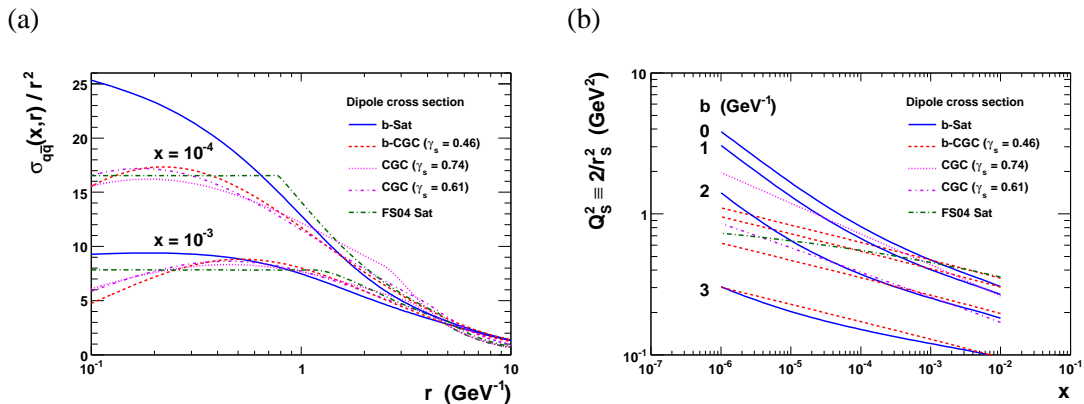 (a)
(b)
σqq̄(x,r) / r²
25
20
15
10
5
0
x = 10⁻⁴
x = 10⁻³
Dipole cross section
b-Sat
b-CGC (γs = 0.46)
CGC (γs = 0.74)
CGC (γs = 0.61)
FS04 Sat
10⁻¹
1
10
r (GeV⁻¹)
Qs² ≡ 2/rs² (GeV²)
10
1
10⁻¹
b (GeV⁻¹)
0
1
2
3
Dipole cross section
b-Sat
b-CGC (γs = 0.46)
CGC (γs = 0.74)
CGC (γs = 0.61)
FS04 Sat
10⁻⁷
10⁻⁶
10⁻⁵
10⁻⁴
10⁻³
10⁻²
10⁻¹
x